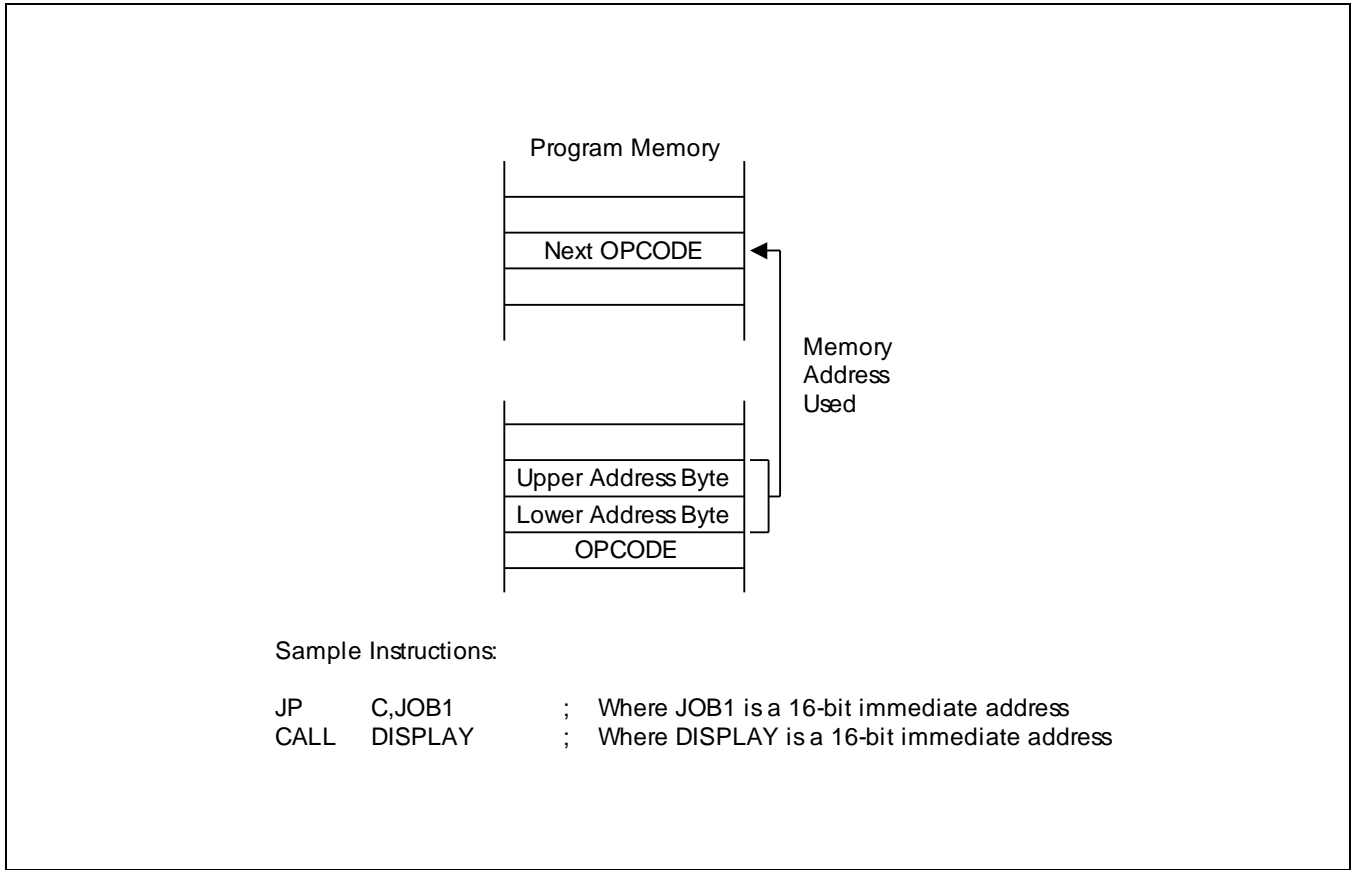 Program Memory
Next OPCODE
Memory
Address
Used
Upper Address Byte
Lower Address Byte
OPCODE
Sample Instructions:
JP C,JOB1 ; Where JOB1 is a 16-bit immediate address
CALL DISPLAY ; Where DISPLAY is a 16-bit immediate address